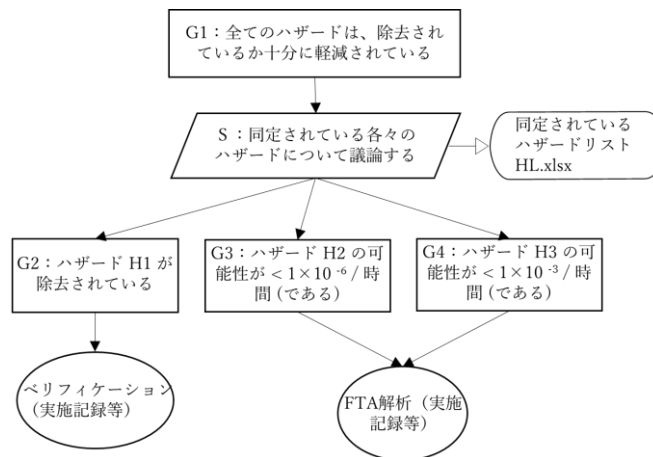 G1：全てのハザードは、除去され
ているか十分に軽減されている
S：同定されている各々の
ハザードについて議論する
同定されている
ハザードリスト
HL.xlsx
G2：ハザード H1 が
除去されている
G3：ハザード H2 の可
能性が＜1×10 ⁻⁶ / 時
間 (である)
G4：ハザード H3 の可
能性が＜1×10 ⁻³ / 時
間 (である)
ベリフィケーション
（実施記録等）
FTA解析（実施
記録等）